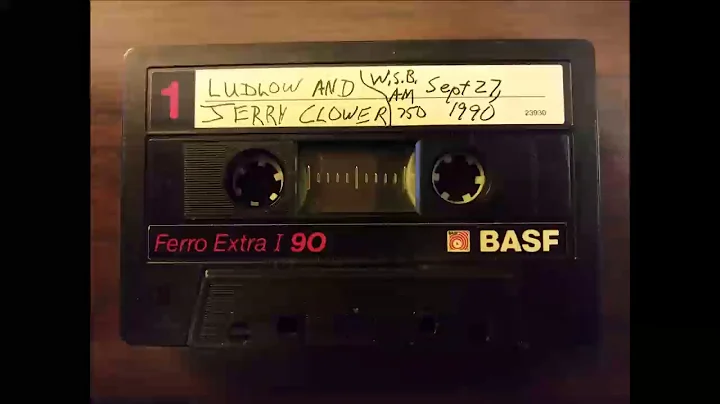 1
LUDLOW AND W.S.B. Sept 27,
JERRY CLOWER AM 750 1990
23930
Ferro Extra I 90 BASF